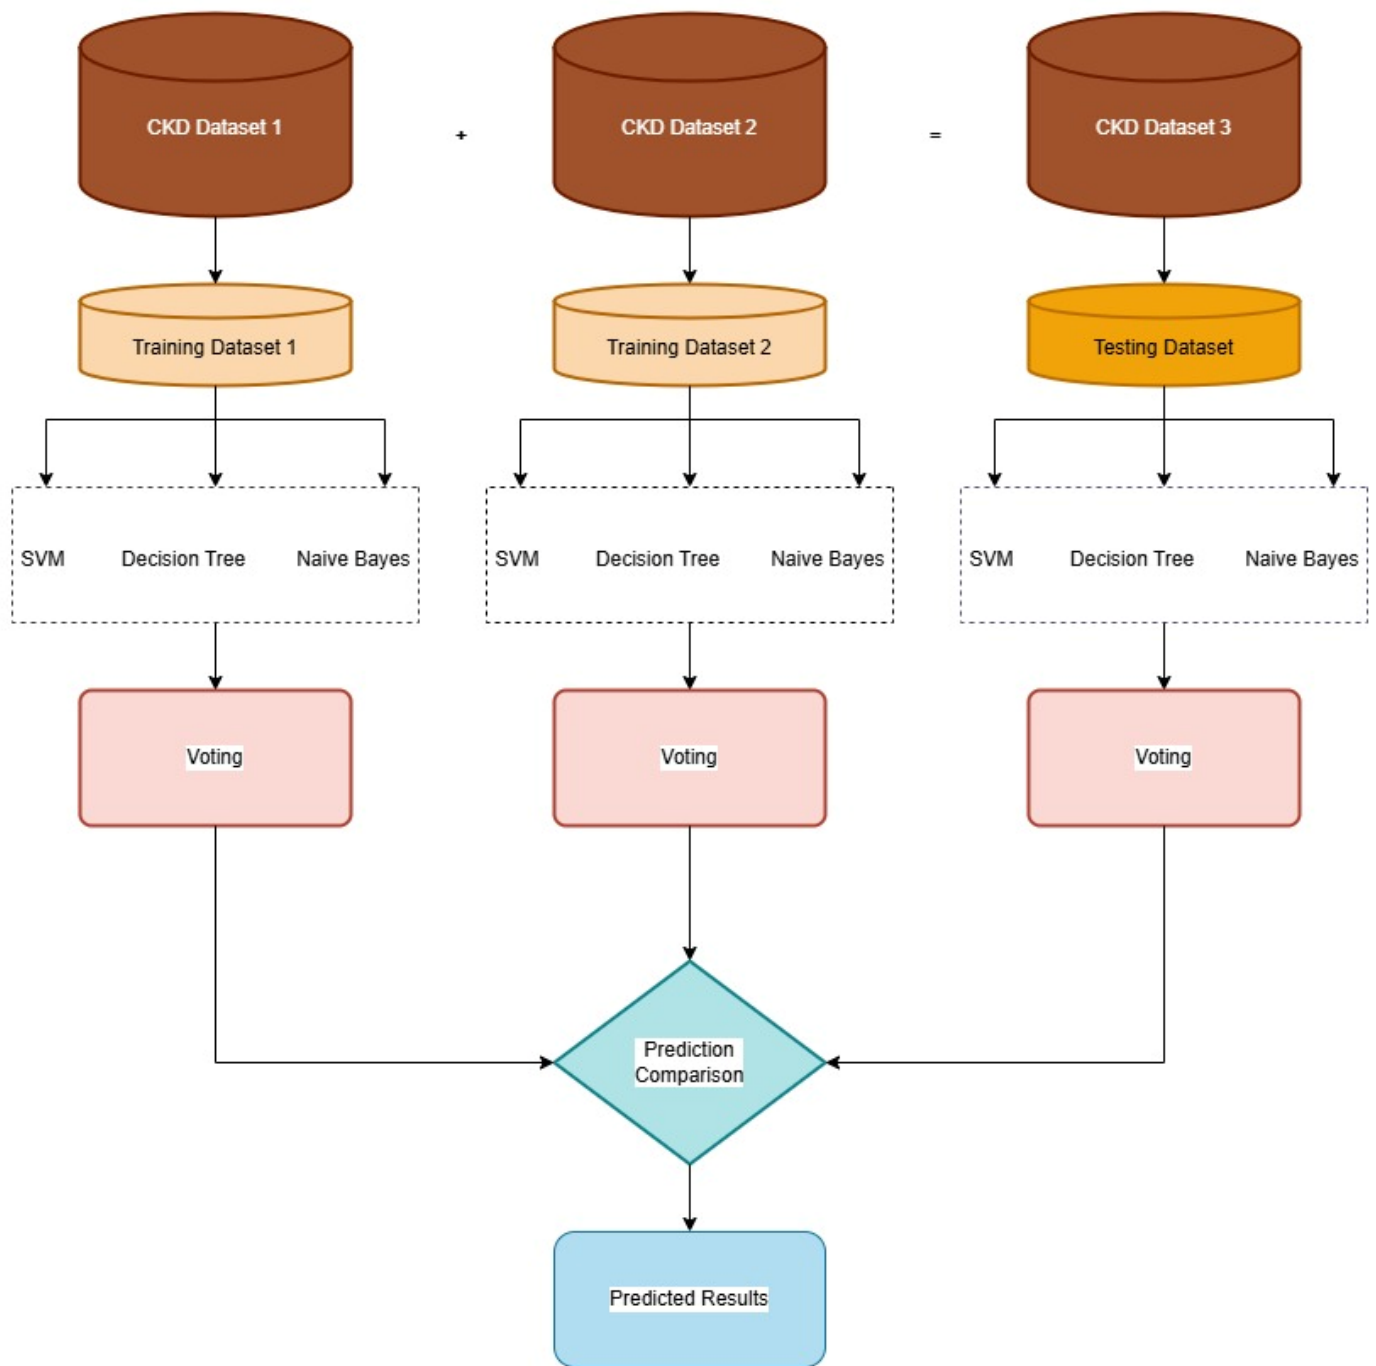 CKD Dataset 1
+
CKD Dataset 2
=
CKD Dataset 3
Training Dataset 1
Training Dataset 2
Testing Dataset
SVM
Decision Tree
Naive Bayes
SVM
Decision Tree
Naive Bayes
SVM
Decision Tree
Naive Bayes
Voting
Voting
Voting
Prediction
Comparison
Predicted Results